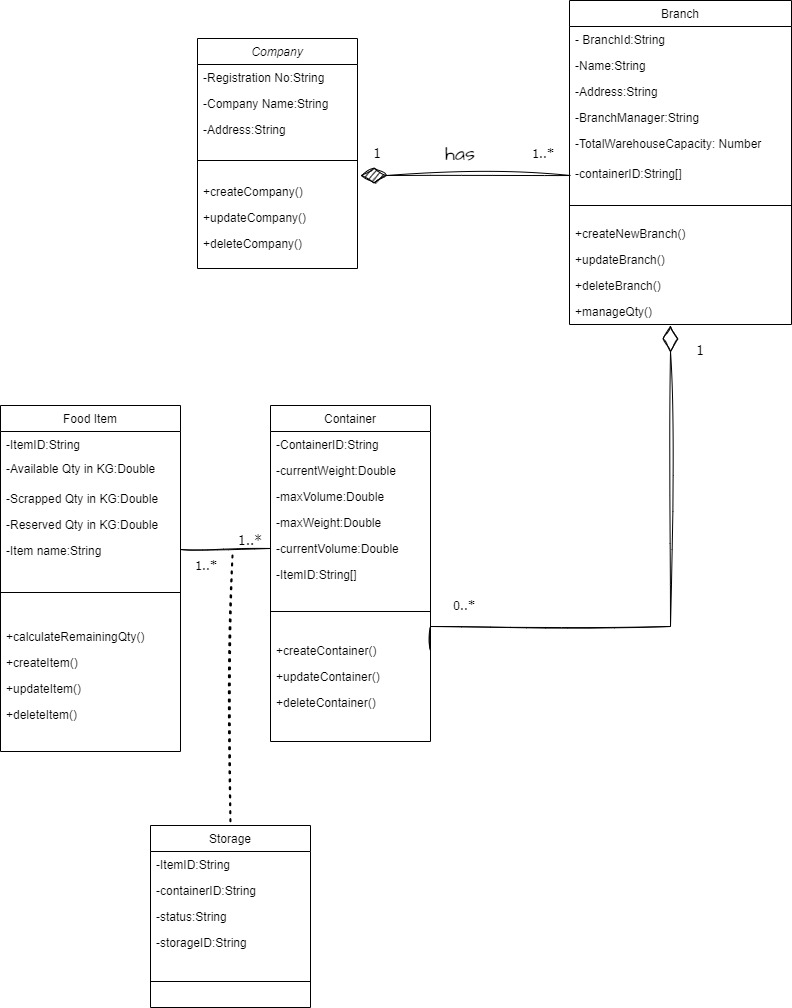 Company
-Registration No:String
-Company Name:String
-Address:String
+createCompany()
+updateCompany()
+deleteCompany()
1
has
1..*
Branch
- BranchId:String
-Name:String
-Address:String
-BranchManager:String
-TotalWarehouseCapacity: Number
-containerID:String[]
+createNewBranch()
+updateBranch()
+deleteBranch()
+manageQty()
1
Food Item
-ItemID:String
-Available Qty in KG:Double
-Scrapped Qty in KG:Double
-Reserved Qty in KG:Double
-Item name:String
+calculateRemainingQty()
+createItem()
+updateItem()
+deleteItem()
1..*
1..*
Container
-ContainerID:String
-currentWeight:Double
-maxVolume:Double
-maxWeight:Double
-currentVolume:Double
-ItemID:String[]
+createContainer()
+updateContainer()
+deleteContainer()
0..*
Storage
-ItemID:String
-containerID:String
-status:String
-storageID:String